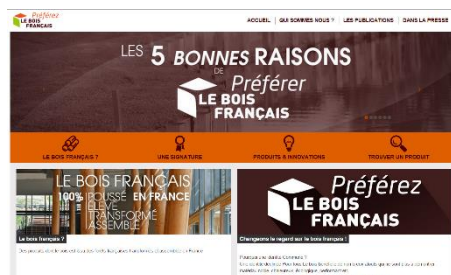 Préférez
LE BOIS
FRANÇAIS
ACCUEIL
QUI SOMMES NOUS ?
LES PUBLICATIONS
DANS LA PRESSE
LES 5 BONNES RAISONS
DE
Préférer
LE BOIS
FRANÇAIS
LE BOIS FRANÇAIS ?
UNE SIGNATURE
PRODUITS & INNOVATIONS
TROUVER UN PRODUIT
LE BOIS FRANÇAIS
100% POUSSÉ EN FRANCE
ÉLEVÉ
TRANSFORMÉ
ASSEMBLÉ
Le bois français ?
Préférez
LE BOIS
FRANÇAIS
Changeons le regard sur le bois français !